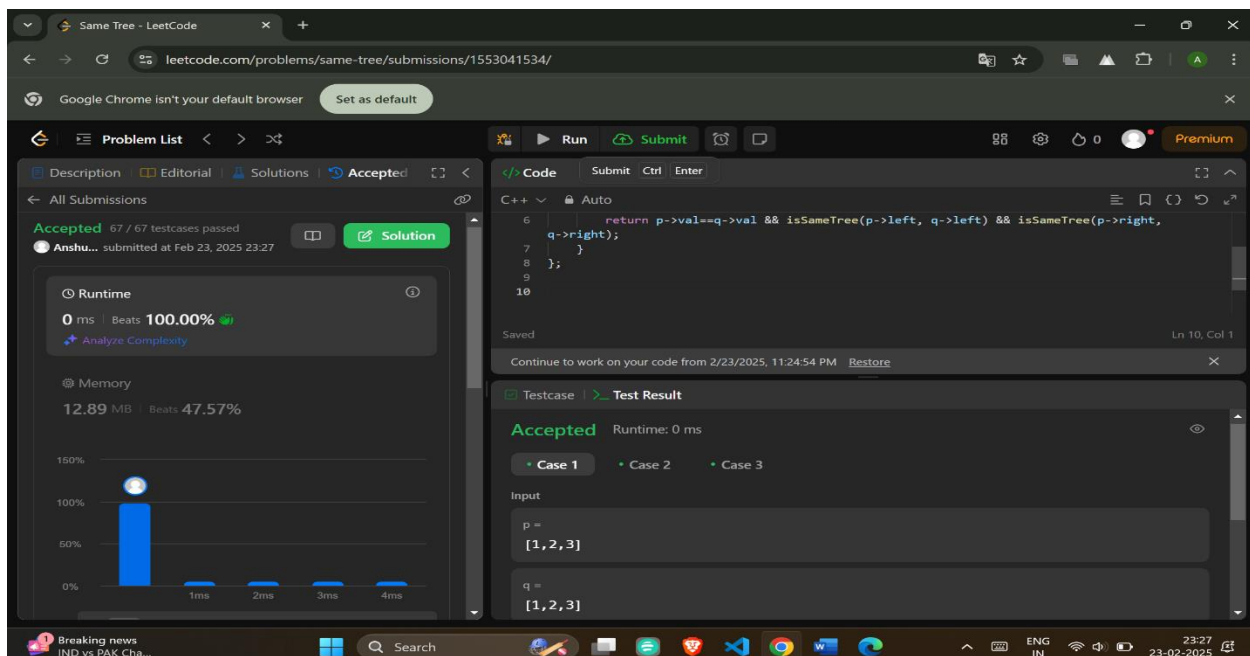 Same Tree - LeetCode
leetcode.com/problems/same-tree/submissions/1553041534/
A
Google Chrome isn't your default browser
Set as default
Problem List
Run
Submit
0
Premium
Description
Editorial
Solutions
Accepted
</>Code
Submit Ctrl Enter
All Submissions
C++
Auto
Accepted 67 / 67 testcases passed
Anshu... submitted at Feb 23, 2025 23:27
Solution
6 return p->val==q->val && isSameTree(p->left, q->left) && isSameTree(p->right,
q->right);
7 }
8 };
9
10
Runtime
0 ms Beats 100.00%
Analyze Complexity
Saved
Ln 10, Col 1
Continue to work on your code from 2/23/2025, 11:24:54 PM Restore
Memory
12.89 MB Beats 47.57%
Testcase
Test Result
Accepted Runtime: 0 ms
Case 1
Case 2
Case 3
Input
p =
[1,2,3]
q =
[1,2,3]
150%
100%
50%
0%
1ms 2ms 3ms 4ms
1
Breaking news
IND vs PAK Cha...
Search
ENG
IN
23:27
23-02-2025